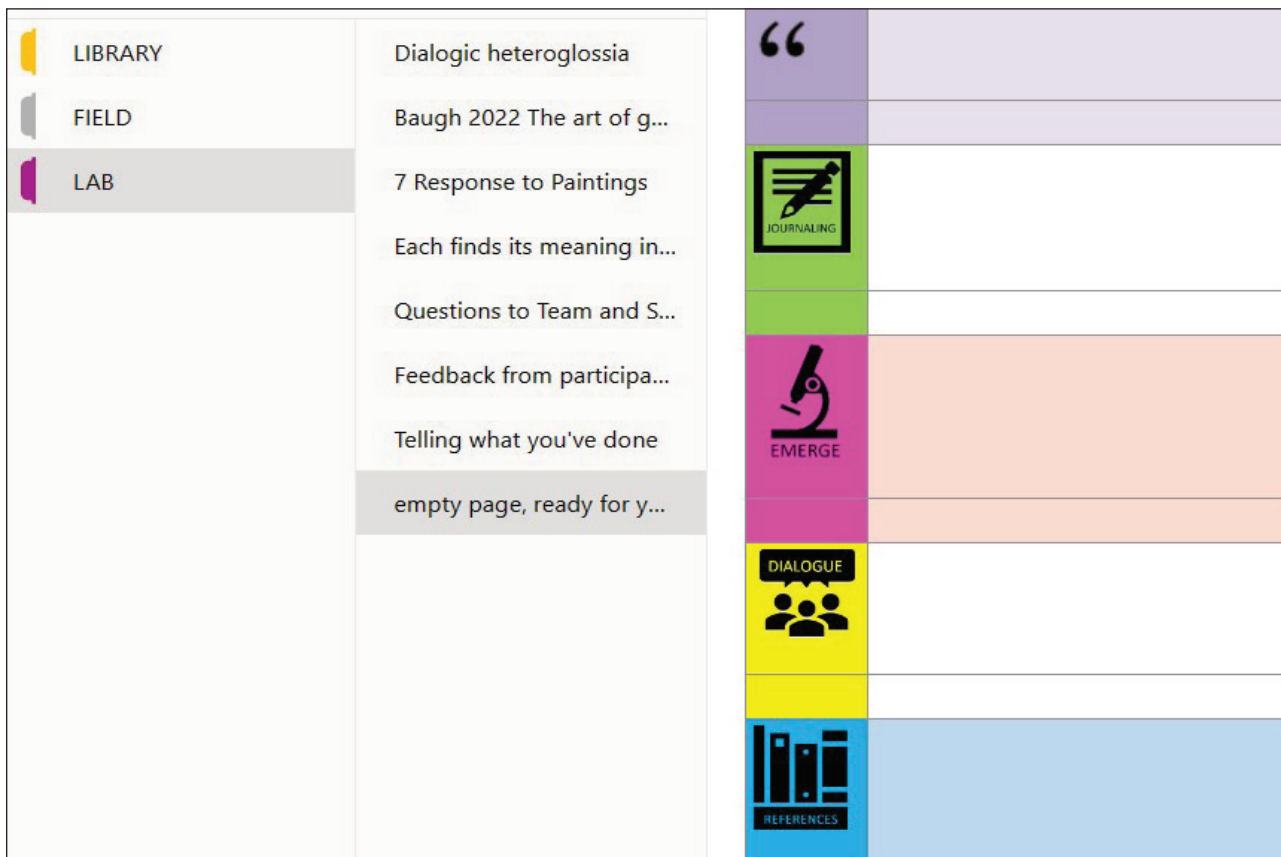 LIBRARY
FIELD
LAB
Dialogic heteroglossia
Baugh 2022 The art of g...
7 Response to Paintings
Each finds its meaning in...
Questions to Team and S...
Feedback from participa...
Telling what you've done
empty page, ready for y...
“
JOURNALING
EMERGE
DIALOGUE
REFERENCES